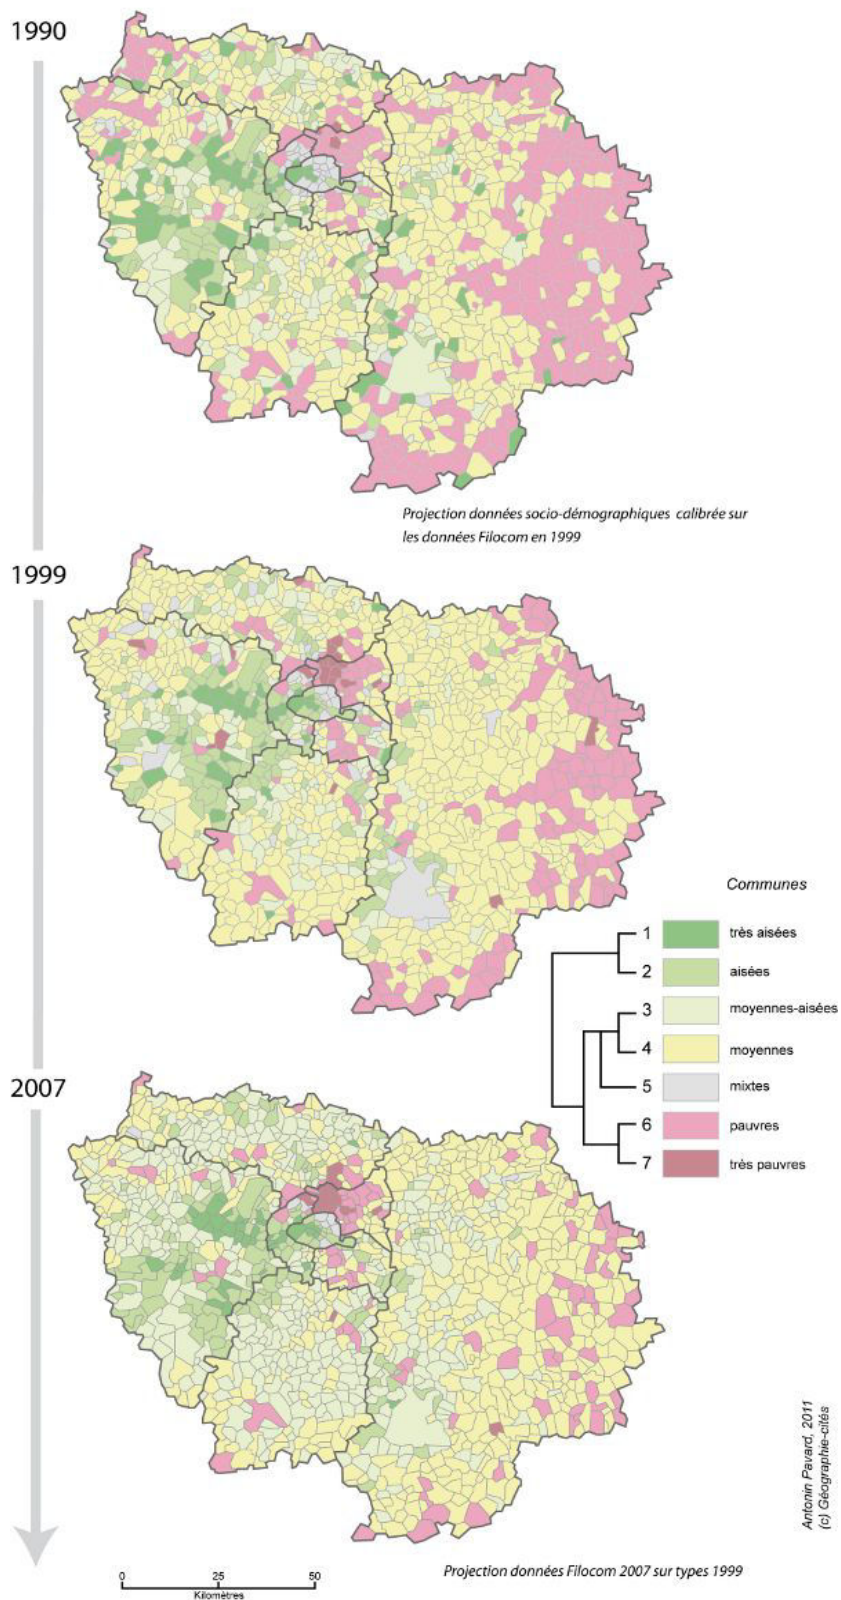 1990
Projection données socio-démographiques calibrée sur
les données Filocom en 1999
1999
Communes
1 très aisées
2 aisées
3 moyennes-aisées
4 moyennes
5 mixtes
6 pauvres
7 très pauvres
2007
Antonin Pavard, 2011
(c) Géographie-cités
Projection données Filocom 2007 sur types 1999
0 25 50
Kilomètres